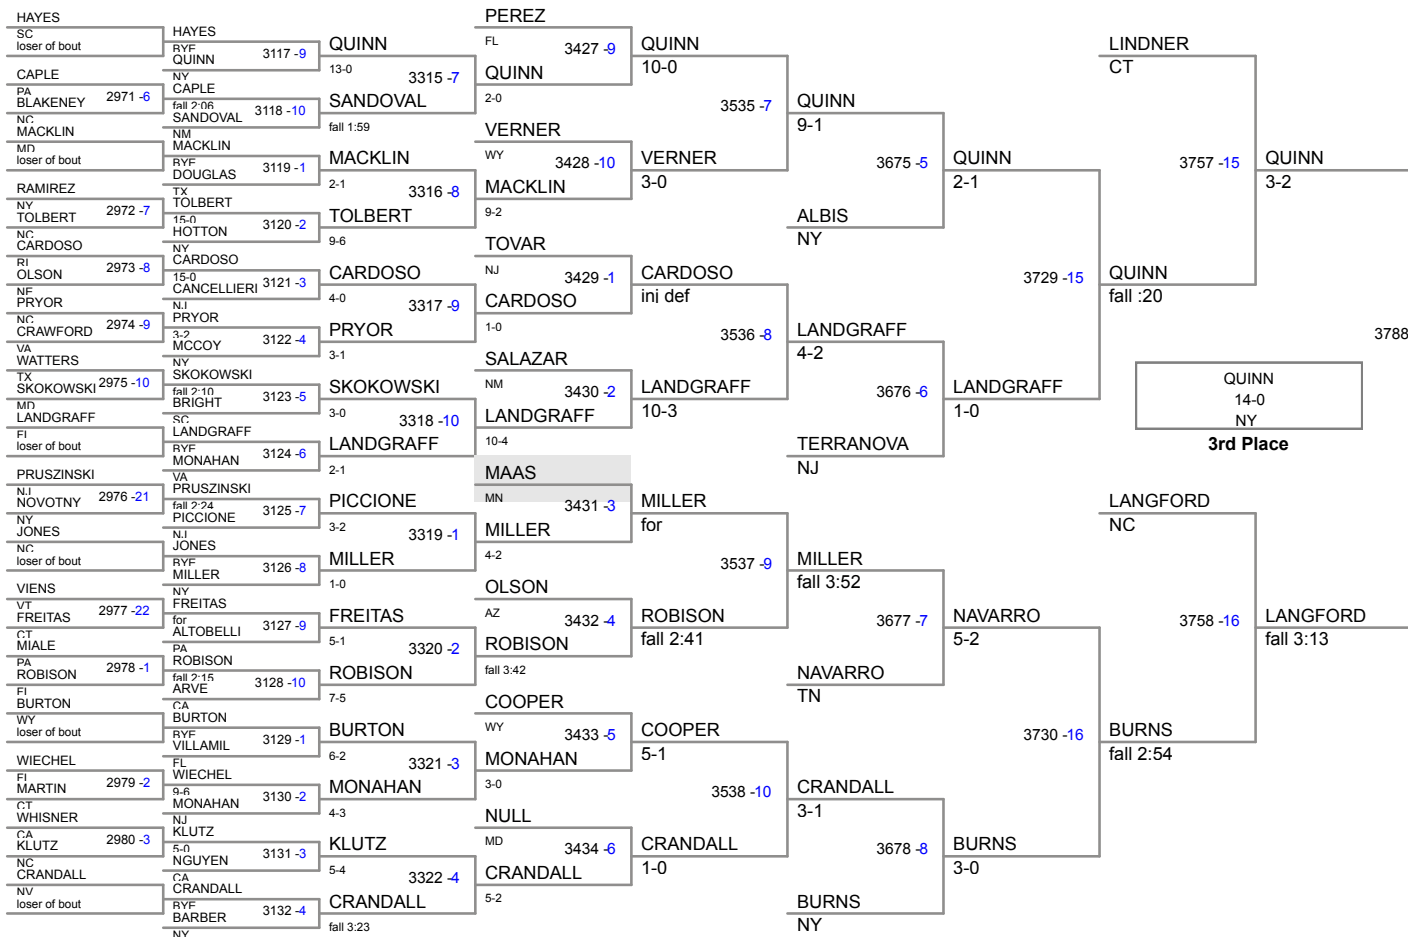 HAYES
SC
loser of bout
CAPLE
PA
BLAKENEY
2971 -6
NC
MACKLIN
MD
loser of bout
RAMIREZ
NY
TOLBERT
2972 -7
NC
CARDOSO
RI
OLSON
2973 -8
NE
PRYOR
NC
CRAWFORD
2974 -9
VA
WATTERS
TX
SKOKOWSKI
2975 -10
MD
LANDGRAFF
FL
loser of bout
PRUSZINSKI
NJ
NOVOTNY
2976 -21
NY
JONES
NC
loser of bout
VIENS
VT
FREITAS
2977 -22
CT
MIALE
PA
ROBISON
2978 -1
FL
BURTON
WY
loser of bout
WIECHEL
FL
MARTIN
2979 -2
CT
WHISNER
CA
KLUTZ
2980 -3
NC
CRANDALL
NV
loser of bout
HAYES
BYE
QUINN
3117 -9
NY
CAPLE
fall 2:06
SANDOVAL
3118 -10
NM
MACKLIN
BYE
DOUGLAS
3119 -1
TX
TOLBERT
15-0
HOTTON
3120 -2
NY
CARDOSO
15-0
CANCELLIERI
3121 -3
NJ
PRYOR
3-2
MCCOY
3122 -4
NY
SKOKOWSKI
fall 2:10
BRIGHT
3123 -5
SC
LANDGRAFF
BYE
MONAHAN
3124 -6
VA
PRUSZINSKI
fall 2:24
PICCIONE
3125 -7
NJ
JONES
BYE
MILLER
3126 -8
NY
FREITAS
for
ALTOBELLI
3127 -9
PA
ROBISON
fall 2:15
ARVE
3128 -10
CA
BURTON
BYE
VILLAMIL
3129 -1
FL
WIECHEL
9-6
MONAHAN
3130 -2
NJ
KLUTZ
5-0
NGUYEN
3131 -3
CA
CRANDALL
BYE
BARBER
3132 -4
NY
QUINN
13-0
3315 -7
SANDOVAL
fall 1:59
MACKLIN
2-1
3316 -8
TOLBERT
9-6
CARDOSO
4-0
3317 -9
PRYOR
3-1
SKOKOWSKI
3-0
3318 -10
LANDGRAFF
2-1
PICCIONE
3-2
3319 -1
MILLER
1-0
FREITAS
5-1
3320 -2
ROBISON
7-5
BURTON
6-2
3321 -3
MONAHAN
4-3
KLUTZ
5-4
3322 -4
CRANDALL
fall 3:23
PEREZ
FL
3427 -9
QUINN
2-0
VERNER
WY
3428 -10
MACKLIN
9-2
TOVAR
NJ
3429 -1
CARDOSO
1-0
SALAZAR
NM
3430 -2
LANDGRAFF
10-4
MAAS
MN
3431 -3
MILLER
4-2
OLSON
AZ
3432 -4
ROBISON
fall 3:42
COOPER
WY
3433 -5
MONAHAN
3-0
NULL
MD
3434 -6
CRANDALL
5-2
QUINN
10-0
3535 -7
VERNER
3-0
CARDOSO
inj def
3536 -8
LANDGRAFF
10-3
MILLER
for
3537 -9
ROBISON
fall 2:41
COOPER
5-1
3538 -10
CRANDALL
1-0
QUINN
9-1
3675 -5
ALBIS
NY
LANDGRAFF
4-2
3676 -6
TERRANOVA
NJ
MILLER
fall 3:52
3677 -7
NAVARRO
TN
CRANDALL
3-1
3678 -8
BURNS
NY
QUINN
2-1
3729 -15
LANDGRAFF
1-0
NAVARRO
5-2
3730 -16
BURNS
3-0
LINDNER
CT
3757 -15
QUINN
fall :20
LANGFORD
NC
3758 -16
BURNS
fall 2:54
QUINN
3-2
3788
LANGFORD
fall 3:13
QUINN
14-0
NY
3rd Place